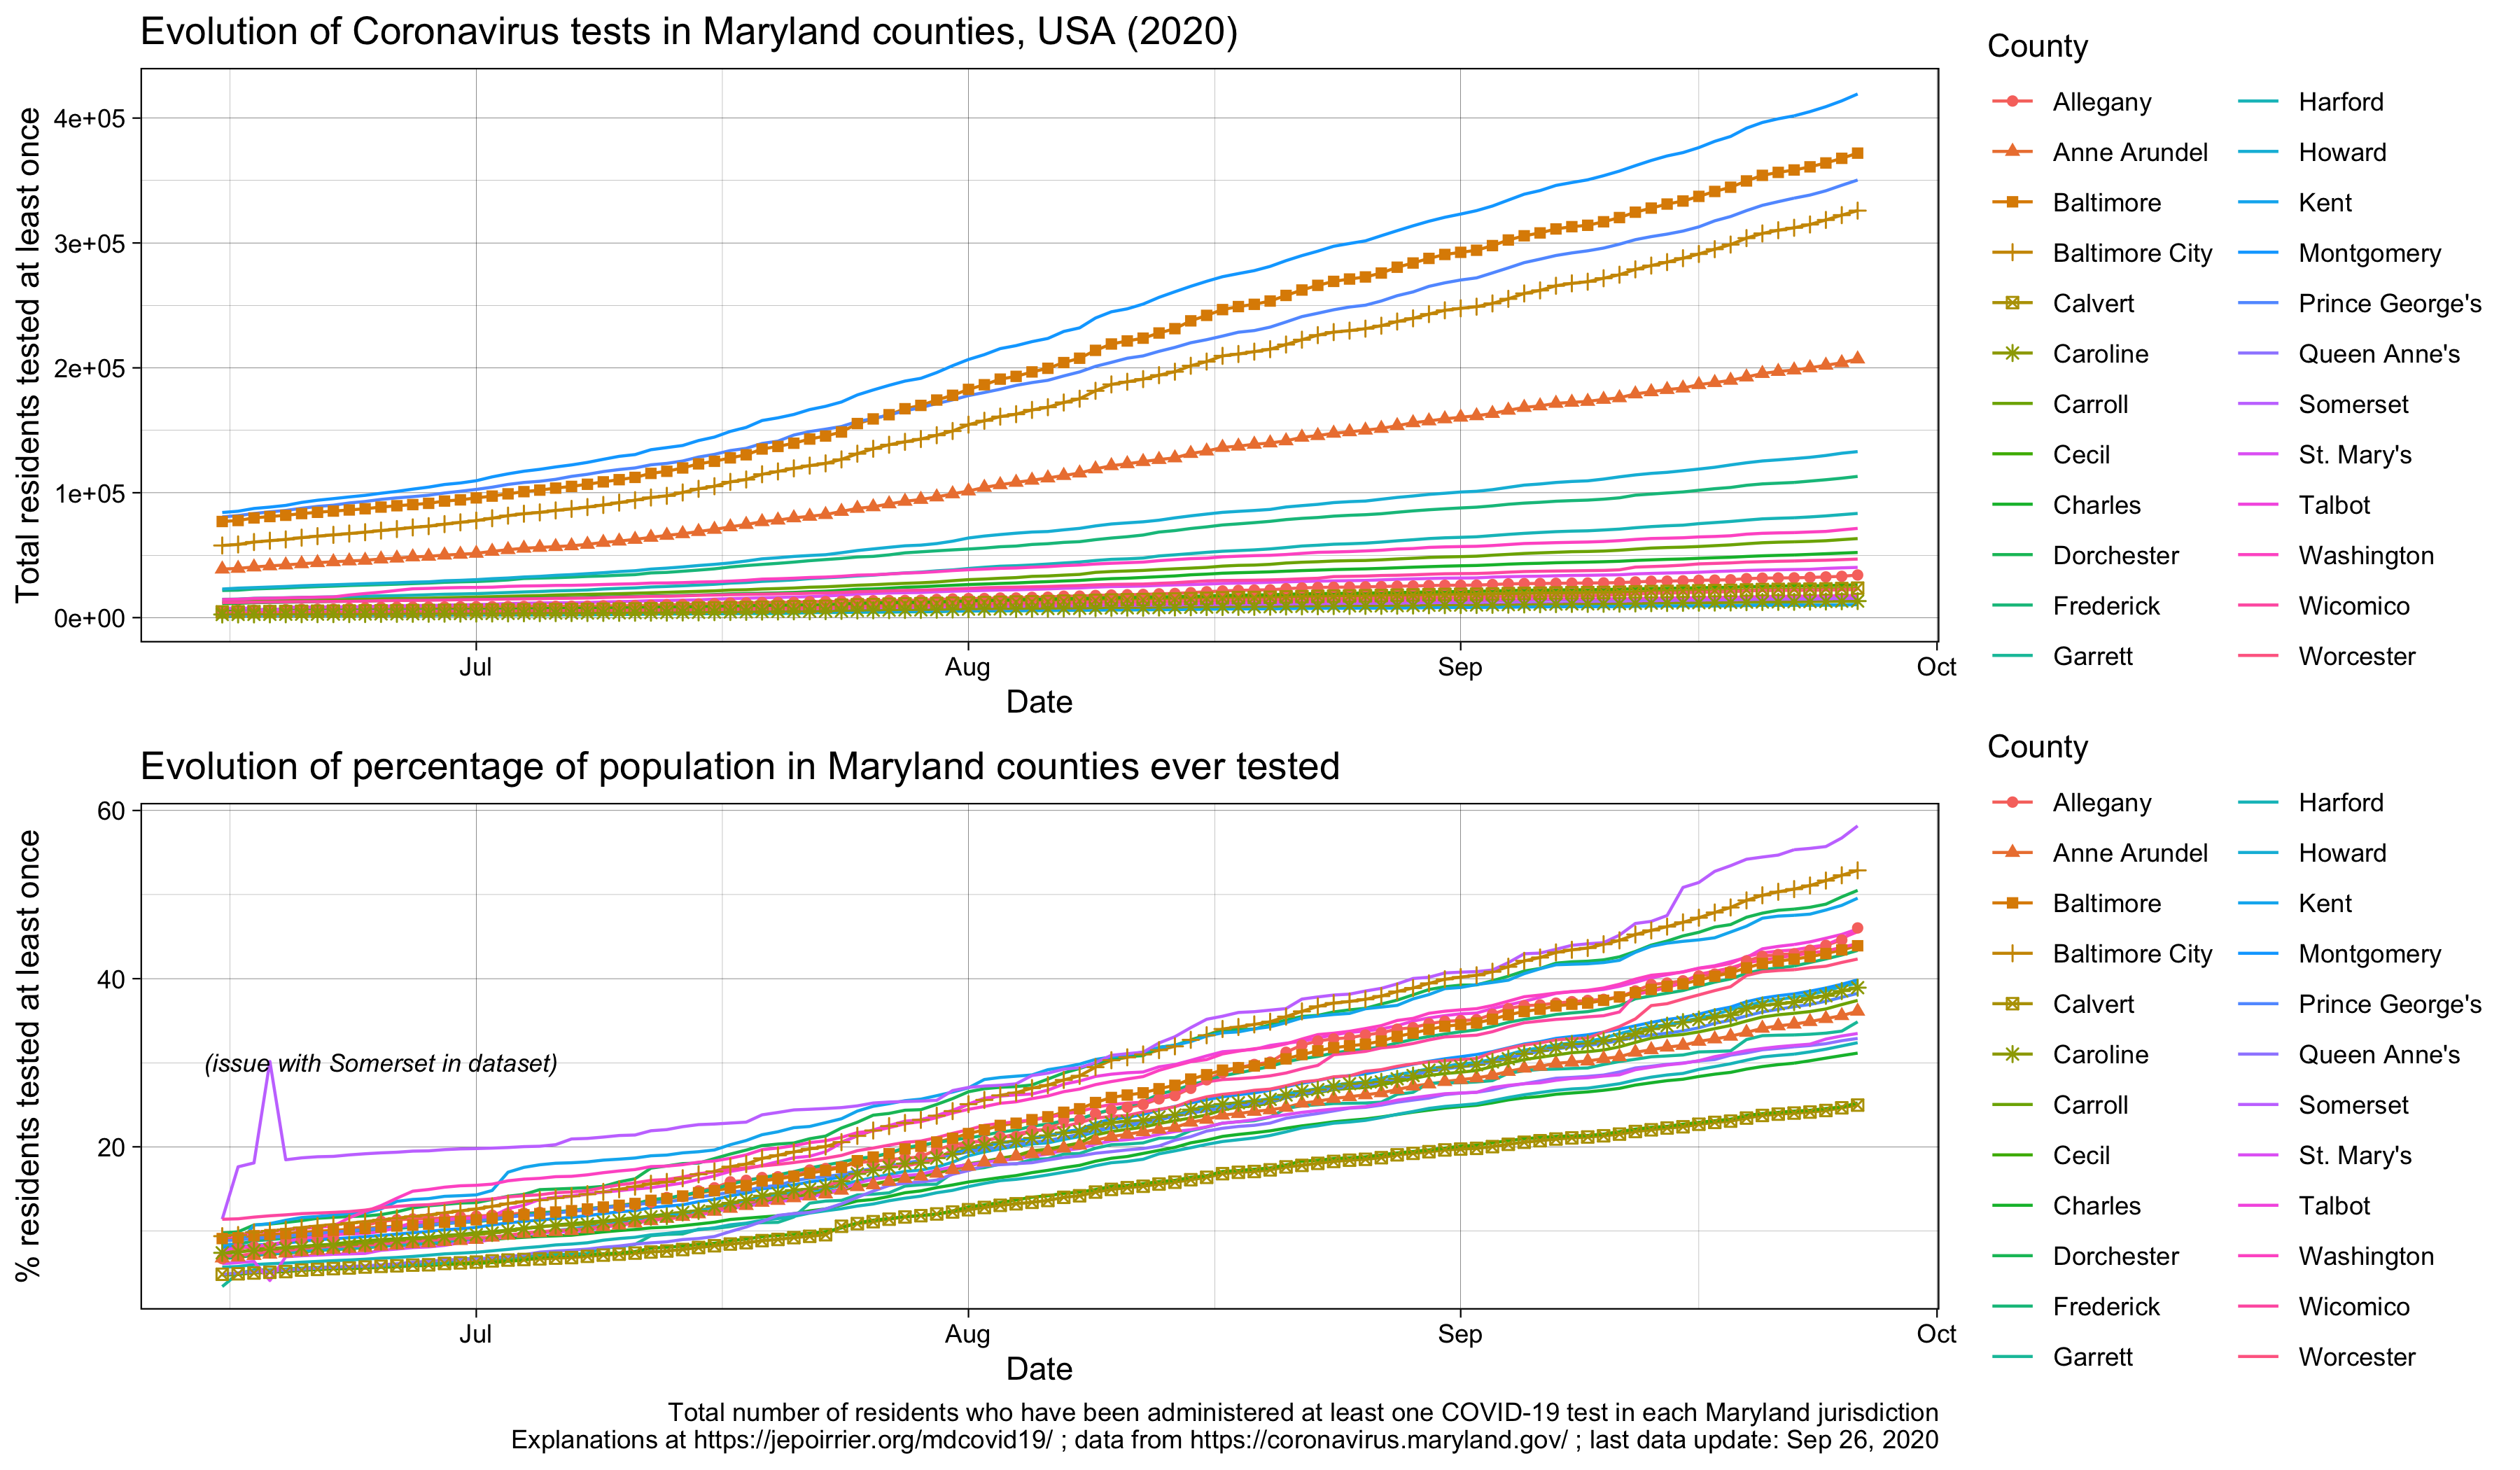 Evolution of Coronavirus tests in Maryland counties, USA (2020)
Total residents tested at least once
4e+05
3e+05
2e+05
1e+05
0e+00
Jul
Aug
Sep
Oct
Date
County
Allegany
Anne Arundel
Baltimore
Baltimore City
Calvert
Caroline
Carroll
Cecil
Charles
Dorchester
Frederick
Garrett
Harford
Howard
Kent
Montgomery
Prince George's
Queen Anne's
Somerset
St. Mary's
Talbot
Washington
Wicomico
Worcester
Evolution of percentage of population in Maryland counties ever tested
% residents tested at least once
60
40
20
(issue with Somerset in dataset)
Jul
Aug
Sep
Oct
Date
County
Allegany
Anne Arundel
Baltimore
Baltimore City
Calvert
Caroline
Carroll
Cecil
Charles
Dorchester
Frederick
Garrett
Harford
Howard
Kent
Montgomery
Prince George's
Queen Anne's
Somerset
St. Mary's
Talbot
Washington
Wicomico
Worcester
Total number of residents who have been administered at least one COVID-19 test in each Maryland jurisdiction
Explanations at https://jepoirrier.org/mdcovid19/ ; data from https://coronavirus.maryland.gov/ ; last data update: Sep 26, 2020